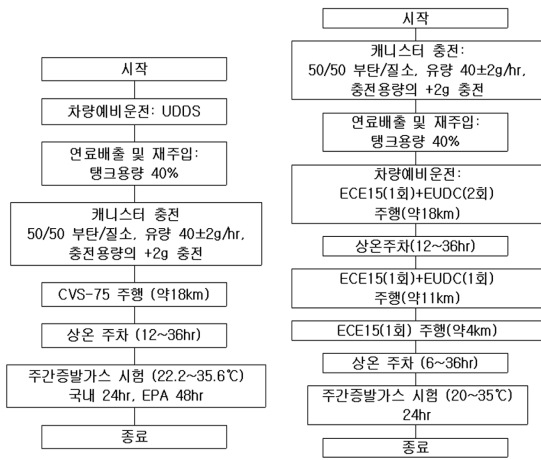 시작
차량예비운전: UDDS
연료배출 및 재주입:
탱크용량 40%
캐니스터 충전
50/50 부탄/질소, 유량 40±2g/hr,
충전용량의 +2g 충전
CVS-75 주행 (약18km)
상온 주차 (12~36hr)
주간증발가스 시험 (22.2~35.6℃)
국내 24hr, EPA 48hr
종료
시작
캐니스터 충전:
50/50 부탄/질소, 유량 40±2g/hr,
충전용량의 +2g 충전
연료배출 및 재주입:
탱크용량 40%
차량예비운전:
ECE15(1회)+EUDC(2회)
주행(약18km)
상온주차(12~36hr)
ECE15(1회)+EUDC(1회)
주행(약11km)
ECE15(1회) 주행(약4km)
상온 주차 (6~36hr)
주간증발가스 시험 (20~35℃)
24hr
종료